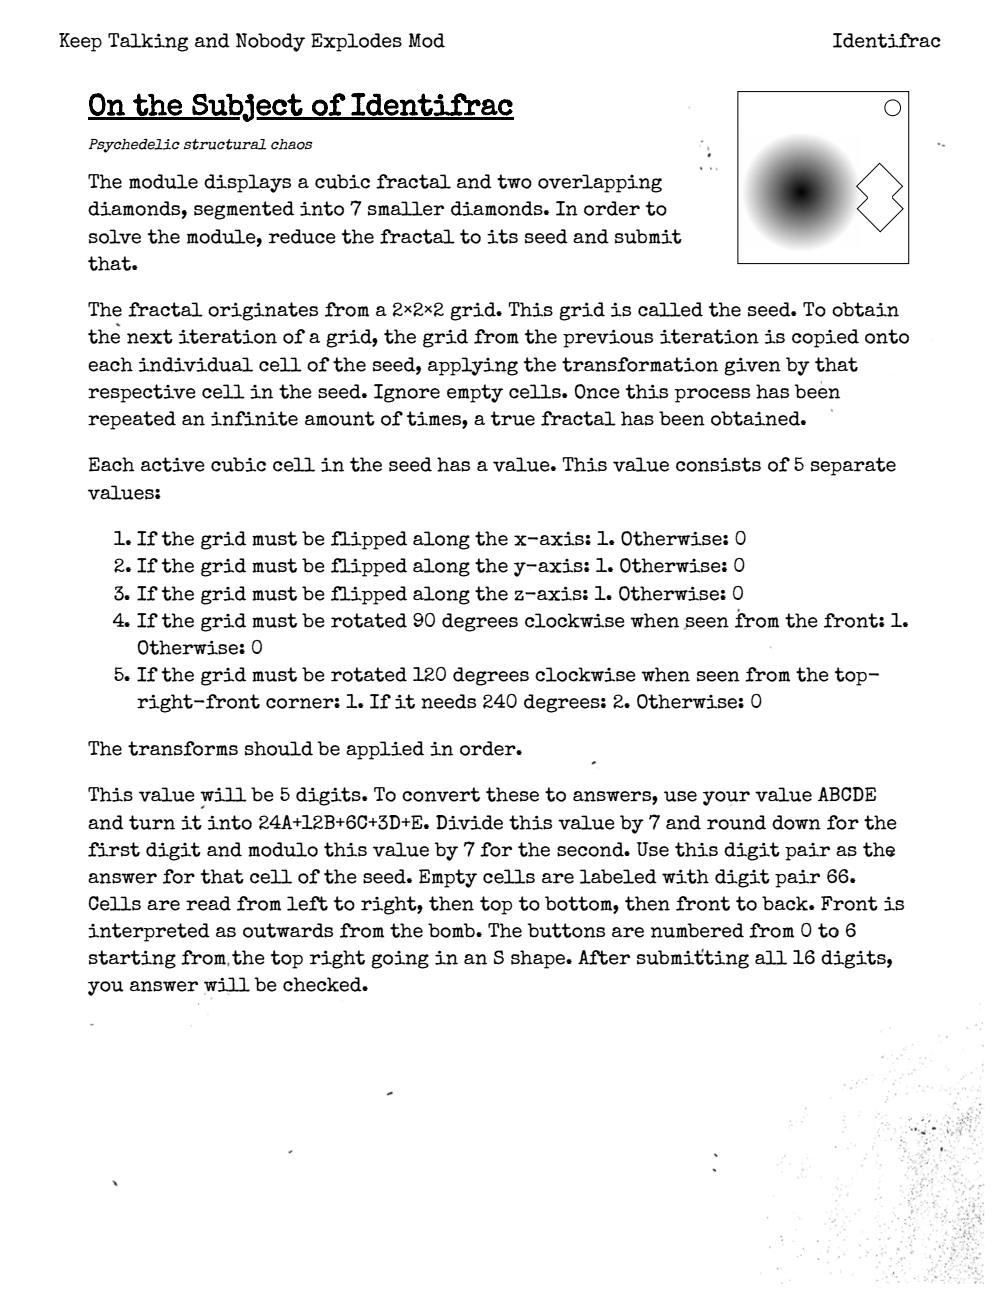 Keep Talking and Nobody Explodes Mod
Identifrac
On the Subject of Identifrac
Psychedelic structural chaos
The module displays a cubic fractal and two overlapping
diamonds, segmented into 7 smaller diamonds. In order to
solve the module, reduce the fractal to its seed and submit
that.
The fractal originates from a 2×2×2 grid. This grid is called the seed. To obtain
the next iteration of a grid, the grid from the previous iteration is copied onto
each individual cell of the seed, applying the transformation given by that
respective cell in the seed. Ignore empty cells. Once this process has been
repeated an infinite amount of times, a true fractal has been obtained.
Each active cubic cell in the seed has a value. This value consists of 5 separate
values:
1. If the grid must be flipped along the x-axis: 1. Otherwise: 0
2. If the grid must be flipped along the y-axis: 1. Otherwise: 0
3. If the grid must be flipped along the z-axis: 1. Otherwise: 0
4. If the grid must be rotated 90 degrees clockwise when seen from the front: 1.
Otherwise: 0
5. If the grid must be rotated 120 degrees clockwise when seen from the top-
right-front corner: 1. If it needs 240 degrees: 2. Otherwise: 0
The transforms should be applied in order.
This value will be 5 digits. To convert these to answers, use your value ABCDE
and turn it into 24A+12B+6C+3D+E. Divide this value by 7 and round down for the
first digit and modulo this value by 7 for the second. Use this digit pair as the
answer for that cell of the seed. Empty cells are labeled with digit pair 66.
Cells are read from left to right, then top to bottom, then front to back. Front is
interpreted as outwards from the bomb. The buttons are numbered from 0 to 6
starting from the top right going in an S shape. After submitting all 16 digits,
you answer will be checked.